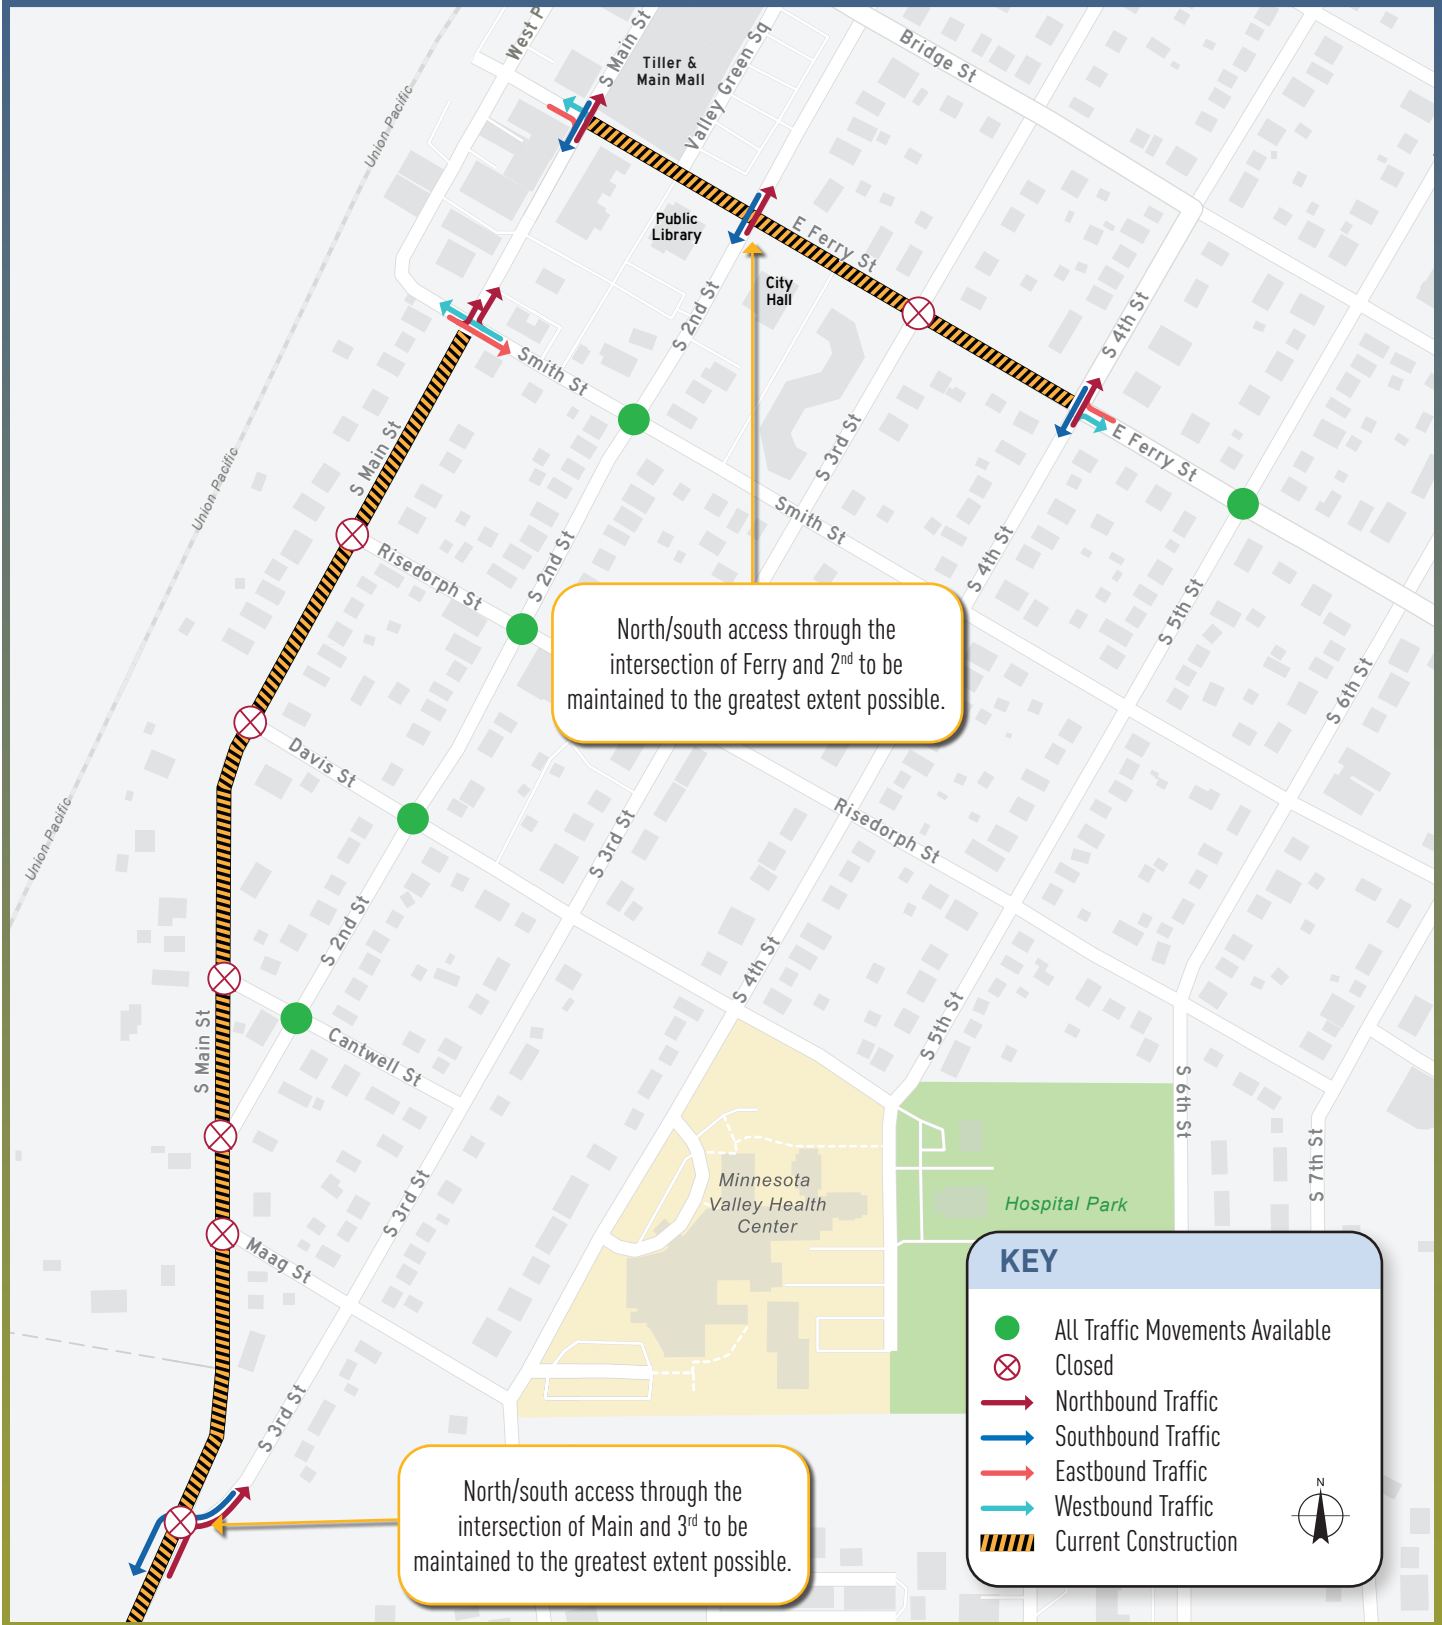 West P
S Main St
Tiller &
Main Mall
Valley Green Sq
Bridge St
Union Pacific
Public
Library
E Ferry St
City
Hall
S 2nd St
S 4th St
Smith St
S Main St
S 3rd St
E Ferry St
Union Pacific
Smith St
S 2nd St
Risedorph St
S 4th St
S 5th St
North/south access through the
intersection of Ferry and 2nd to be
maintained to the greatest extent possible.
S 6th St
Davis St
Union Pacific
S 3rd St
Risedorph St
S 2nd St
S 4th St
S 5th St
S Main St
Cantwell St
S 6th St
S 7th St
S 3rd St
Minnesota
Valley Health
Center
Hospital Park
Maag St
S 3rd St
KEY
All Traffic Movements Available
Closed
Northbound Traffic
Southbound Traffic
Eastbound Traffic
Westbound Traffic
Current Construction
N
North/south access through the
intersection of Main and 3rd to be
maintained to the greatest extent possible.